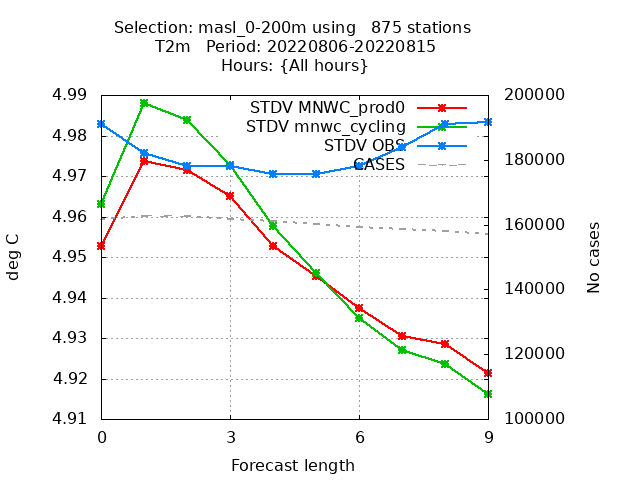 Selection: masl_0-200m using   875 stations
T2m   Period: 20220806-20220815
Hours: {All hours}
STDV MNWC_prod0
STDV mnwc_cycling
STDV OBS
CASES
4.99
4.98
4.97
4.96
4.95
4.94
4.93
4.92
4.91
200000
180000
160000
140000
120000
100000
deg C
No cases
0
3
6
9
Forecast length